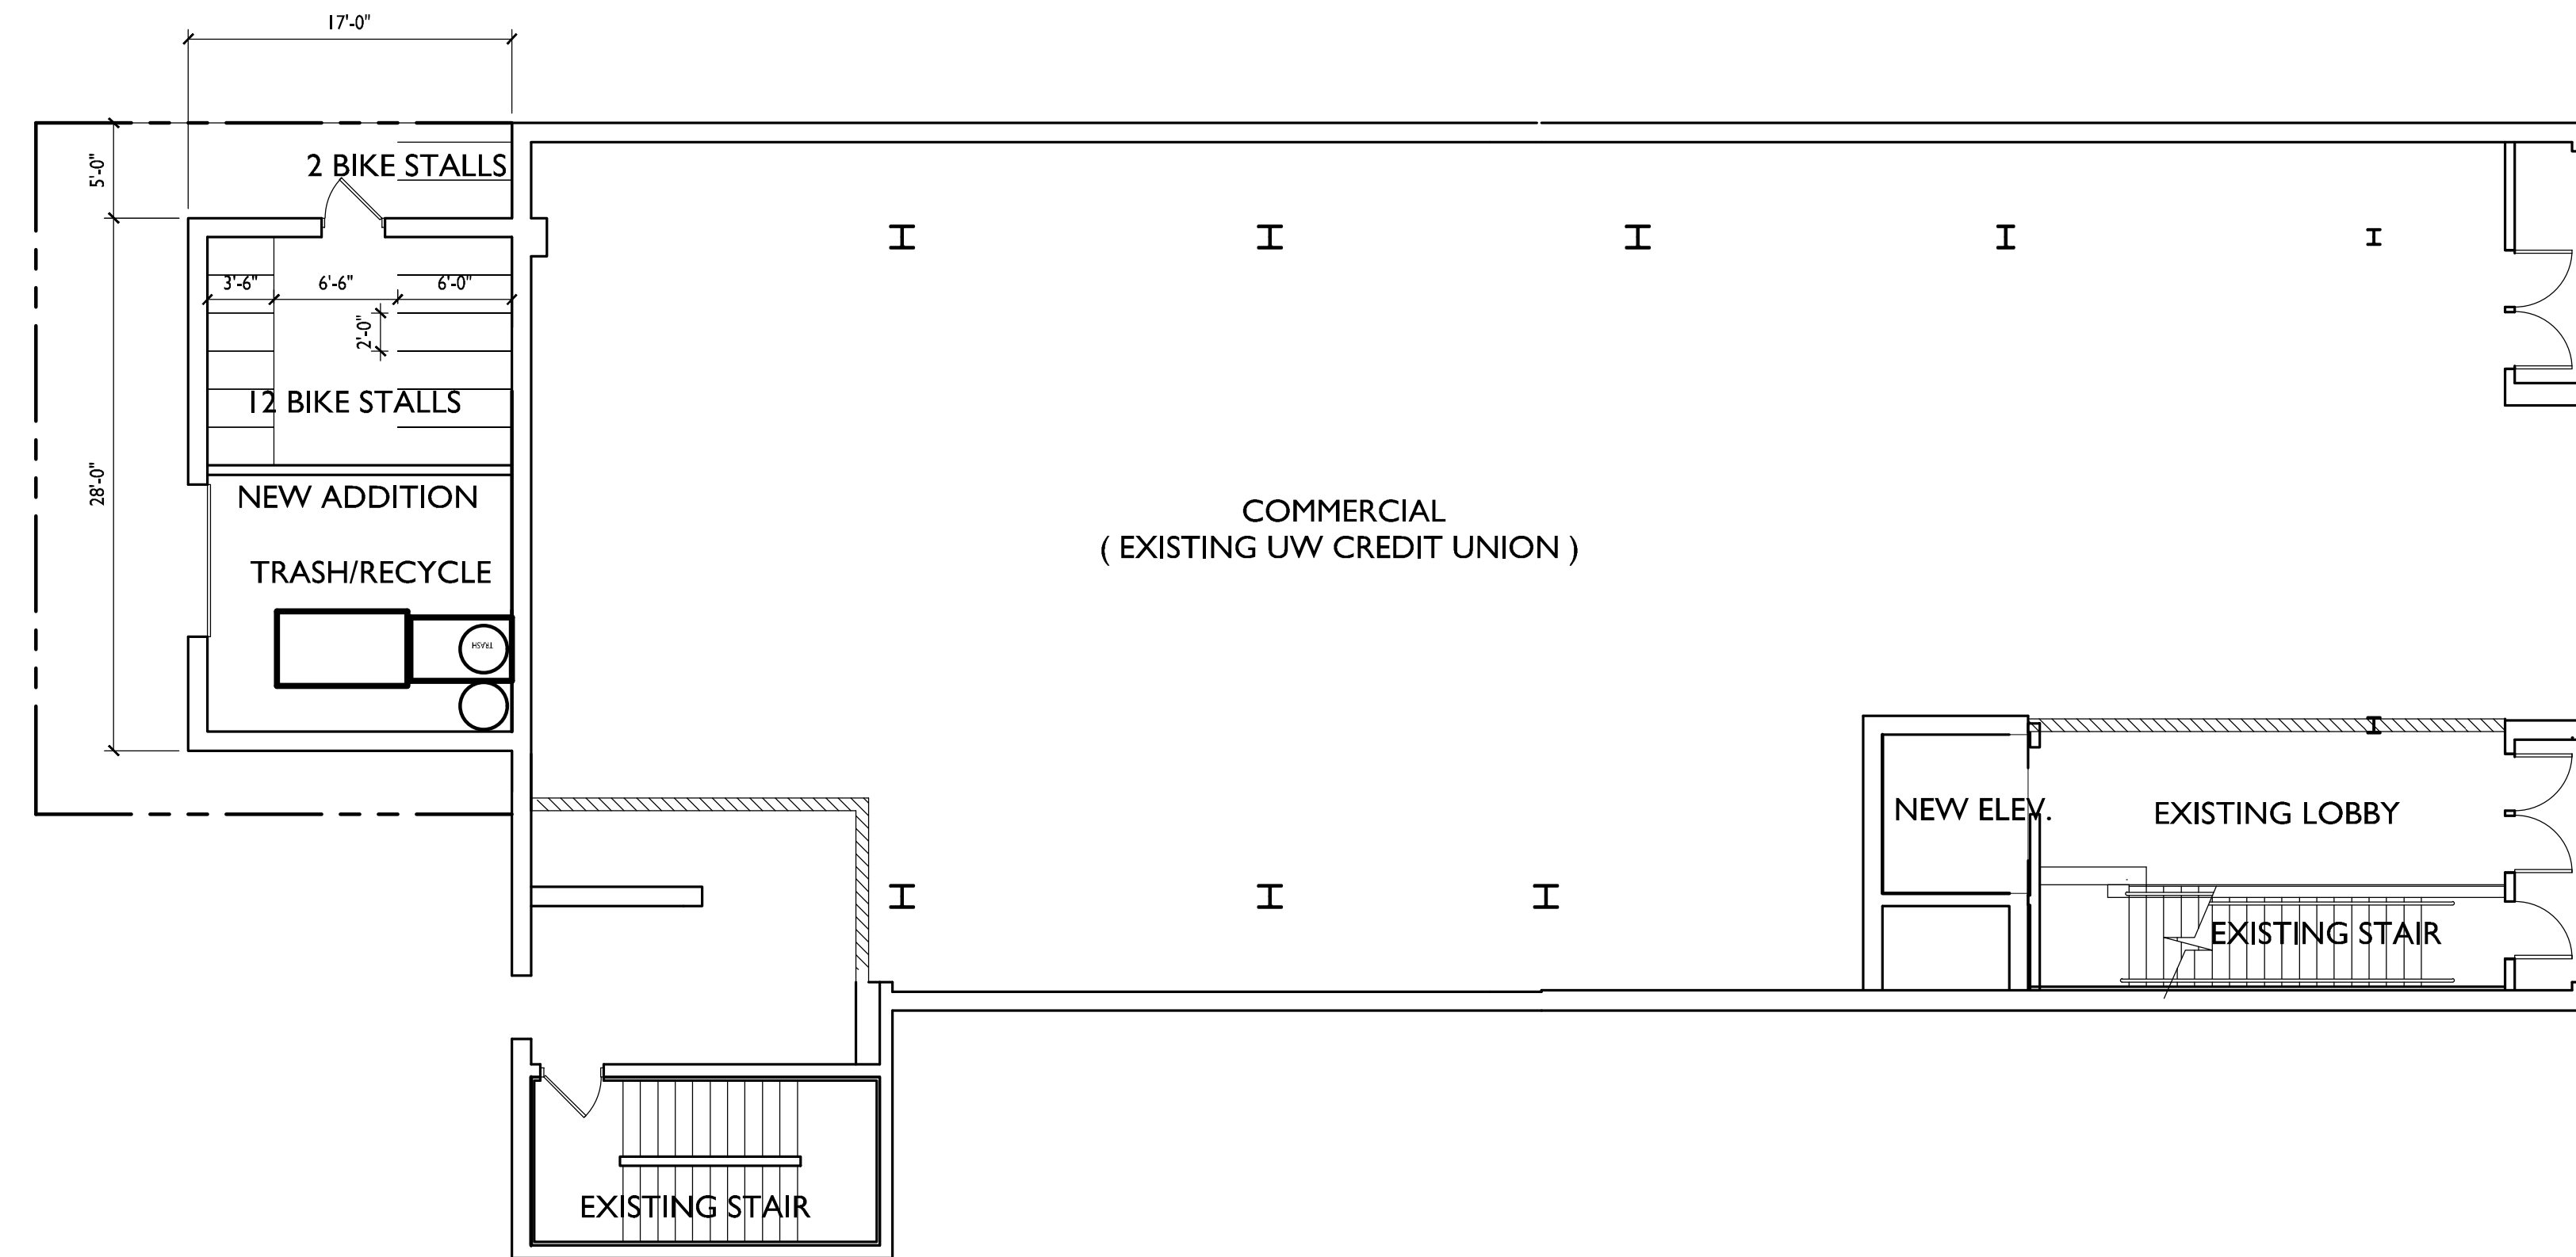 17'-0"
5'-0"
2 BIKE STALLS
3'-6"
6'-6"
6'-0"
2'-0"
12 BIKE STALLS
28'-0"
NEW ADDITION
TRASH/RECYCLE
TRASH
COMMERCIAL
( EXISTING UW CREDIT UNION )
NEW ELEV.
EXISTING LOBBY
EXISTING STAIR
EXISTING STAIR